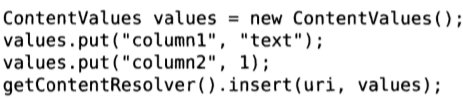 ContentValues values = new ContentValues();
values.put("column1", "text");
values.put("column2", 1);
getContentResolver().insert(uri, values);